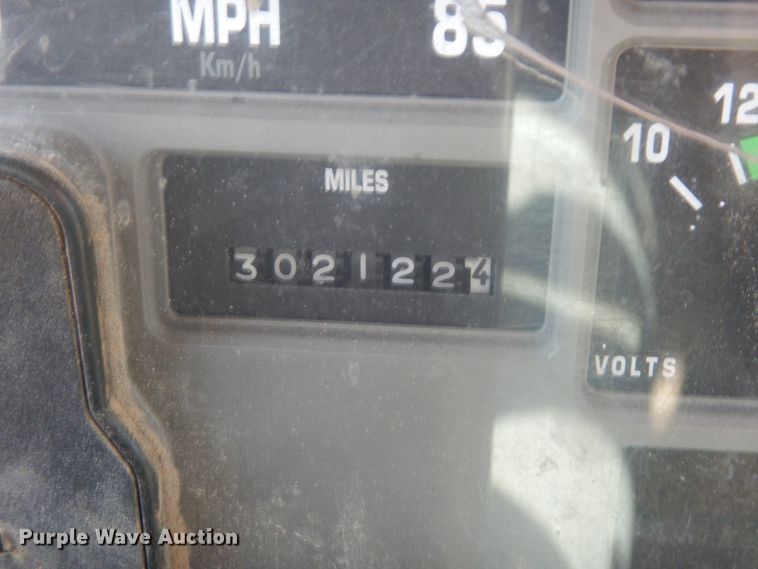 MPH 85
Km/h
12
10
MILES
3021224
VOLTS
Purple Wave Auction